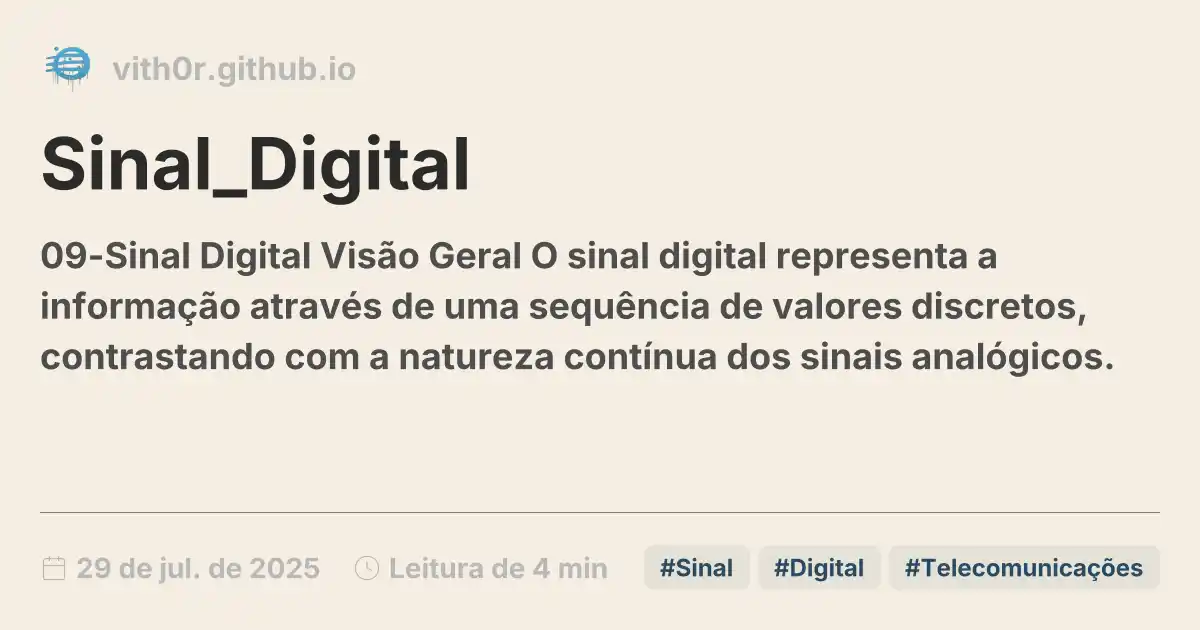 vith0r.github.io
Sinal_Digital
09-Sinal Digital Visão Geral O sinal digital representa a
informação através de uma sequência de valores discretos,
contrastando com a natureza contínua dos sinais analógicos.
29 de jul. de 2025 Leitura de 4 min #Sinal #Digital #Telecomunicações